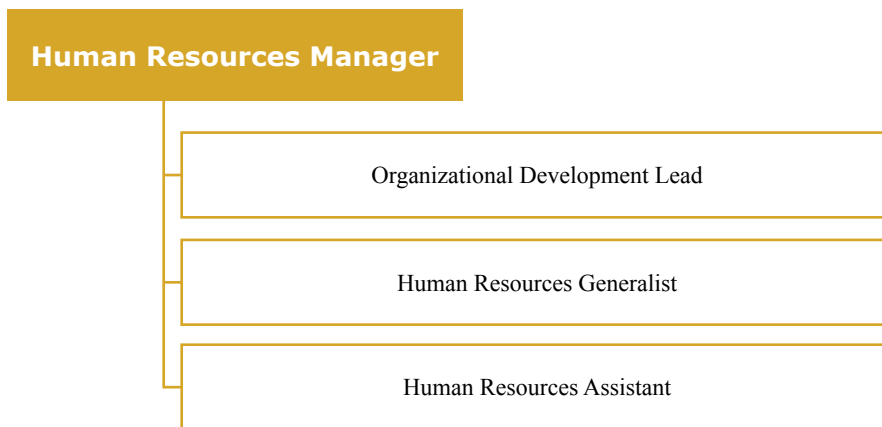 Human Resources Manager
Organizational Development Lead
Human Resources Generalist
Human Resources Assistant